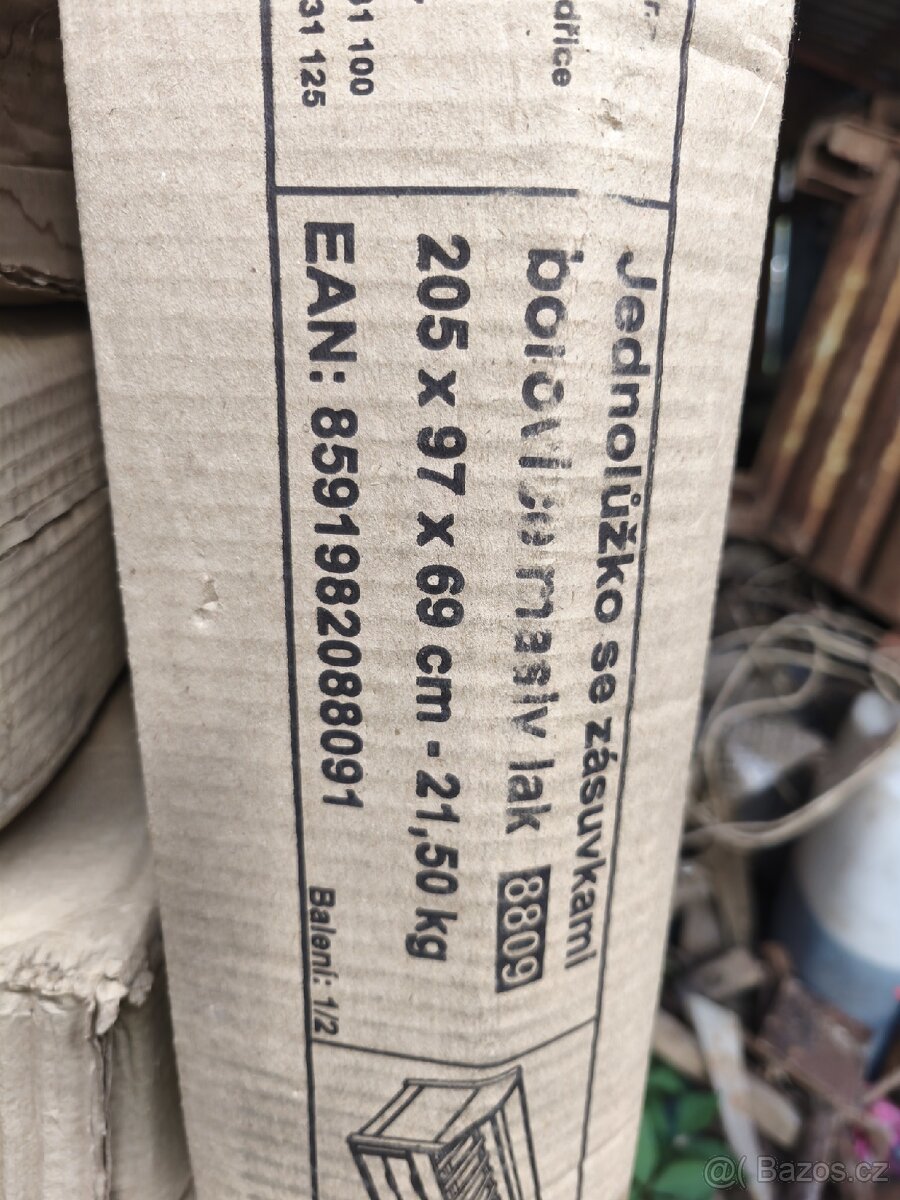 r.
dřice
31 100
31 125
Jednolůžko se zásuvkami
borovice masiv lak 8809
205 x 97 x 69 cm - 21,50 kg
EAN: 8591982088091
Balení: 1/2
@( Bazos.cz